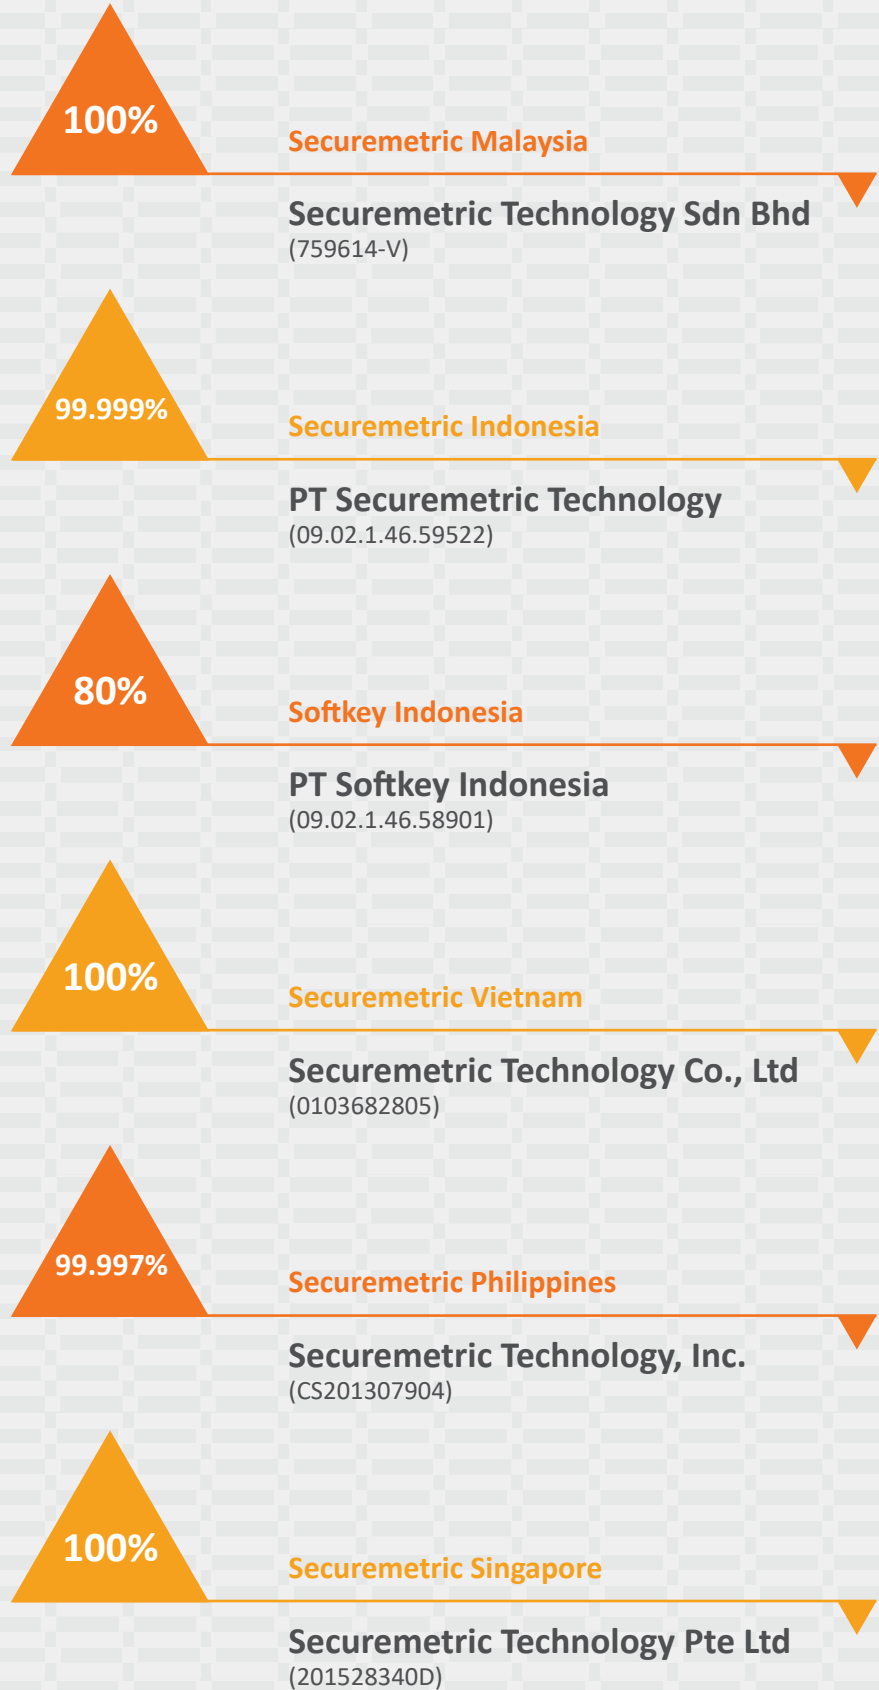 100%
Securemetric Malaysia
Securemetric Technology Sdn Bhd
(759614-V)
99.999%
Securemetric Indonesia
PT Securemetric Technology
(09.02.1.46.59522)
80%
Softkey Indonesia
PT Softkey Indonesia
(09.02.1.46.58901)
100%
Securemetric Vietnam
Securemetric Technology Co., Ltd
(0103682805)
99.997%
Securemetric Philippines
Securemetric Technology, Inc.
(CS201307904)
100%
Securemetric Singapore
Securemetric Technology Pte Ltd
(201528340D)